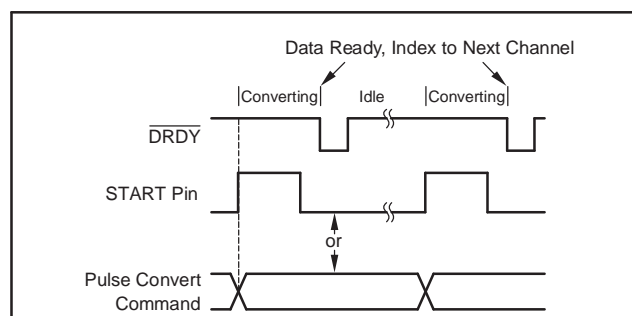 Data Ready, Index to Next Channel
Converting Idle Converting
DRDY
START Pin
or
Pulse Convert
Command